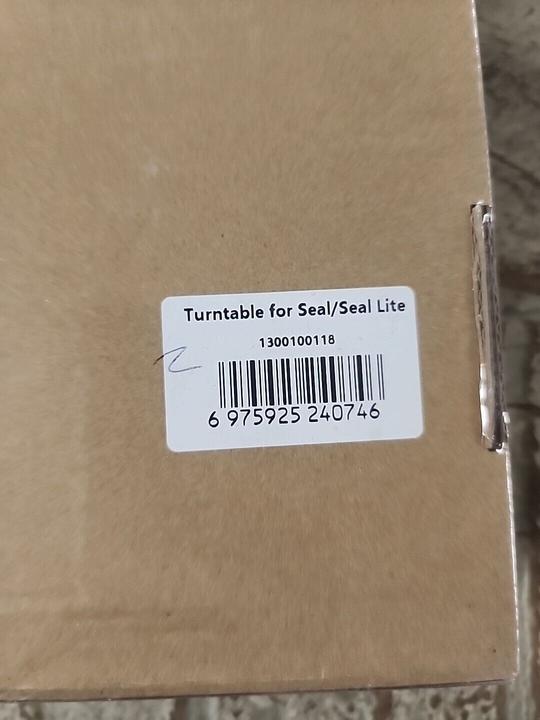 Turntable for Seal/Seal Lite
1300100118
6 975925 240746